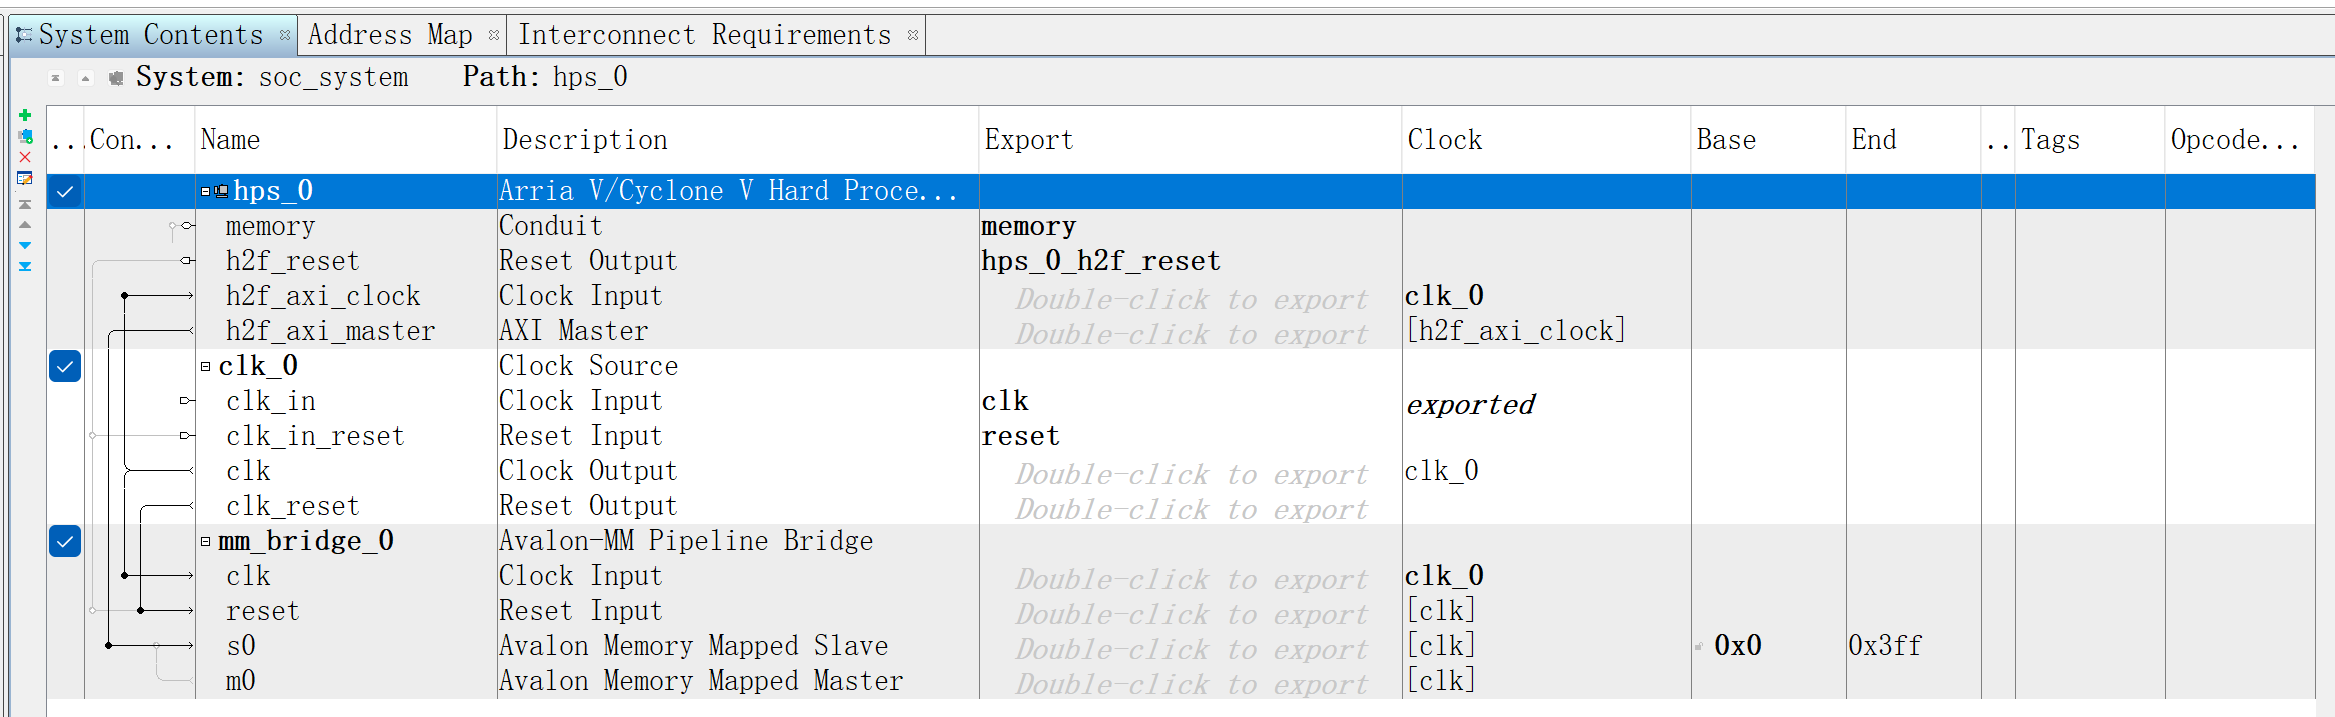 System Contents Address Map Interconnect Requirements
System: soc_system Path: hps_0
... Con... Name Description Export Clock Base End .. Tags Opcode...
hps_0 Arria V/Cyclone V Hard Proce...
memory Conduit memory
h2f_reset Reset Output hps_0_h2f_reset
h2f_axi_clock Clock Input Double-click to export clk_0
h2f_axi_master AXI Master Double-click to export [h2f_axi_clock]
clk_0 Clock Source
clk_in Clock Input clk exported
clk_in_reset Reset Input reset
clk Clock Output Double-click to export clk_0
clk_reset Reset Output Double-click to export
mm_bridge_0 Avalon-MM Pipeline Bridge
clk Clock Input Double-click to export clk_0
reset Reset Input Double-click to export [clk]
s0 Avalon Memory Mapped Slave Double-click to export [clk] 0x0 0x3ff
m0 Avalon Memory Mapped Master Double-click to export [clk]